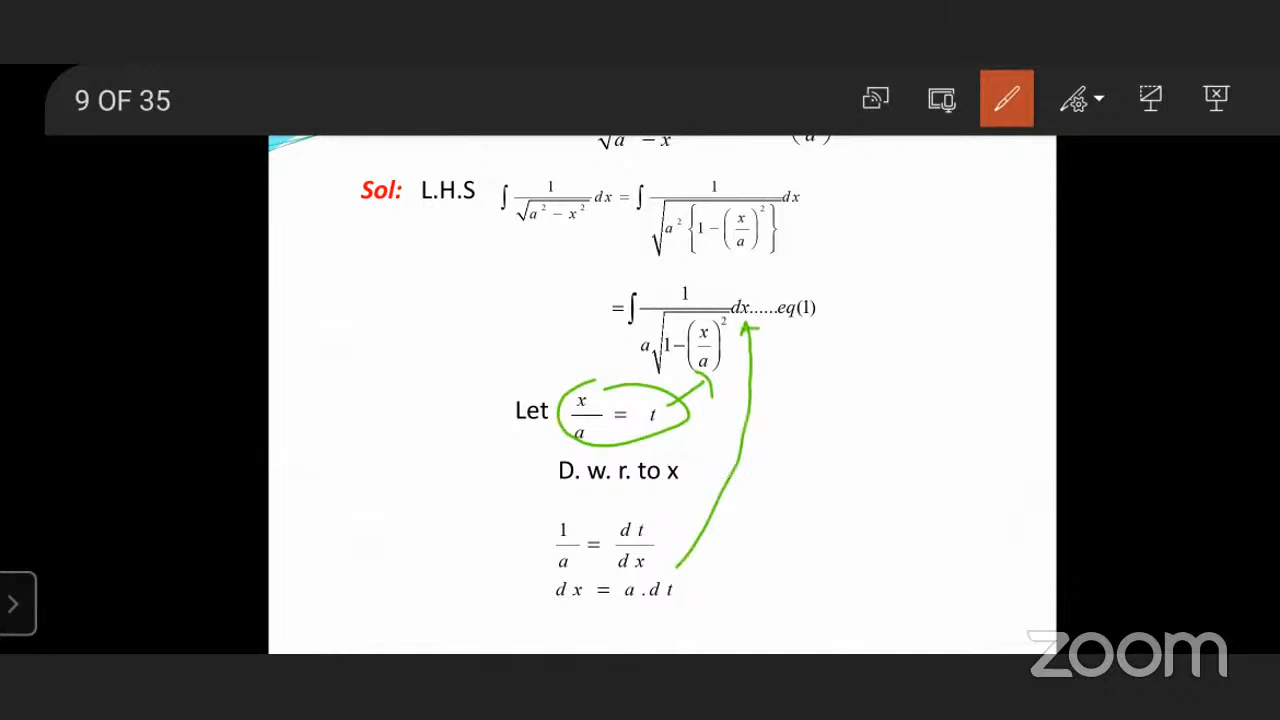 9 OF 35
√a − x (a)
Sol: L.H.S ∫ 1/√(a² − x²) dx = ∫ 1/√(a² {1 − (x/a)²}) dx
= ∫ 1/(a√(1 − (x/a)²)) dx......eq(1)
Let x/a = t
D. w. r. to x
1/a = dt/dx
dx = a.dt
zoom